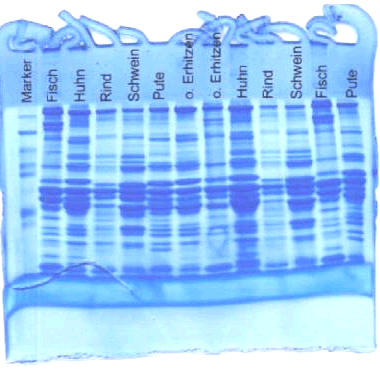 Marker
Fisch
Huhn
Rind
Schwein
Pute
o. Erhitzen
o. Erhitzen
Huhn
Rind
Schwein
Fisch
Pute